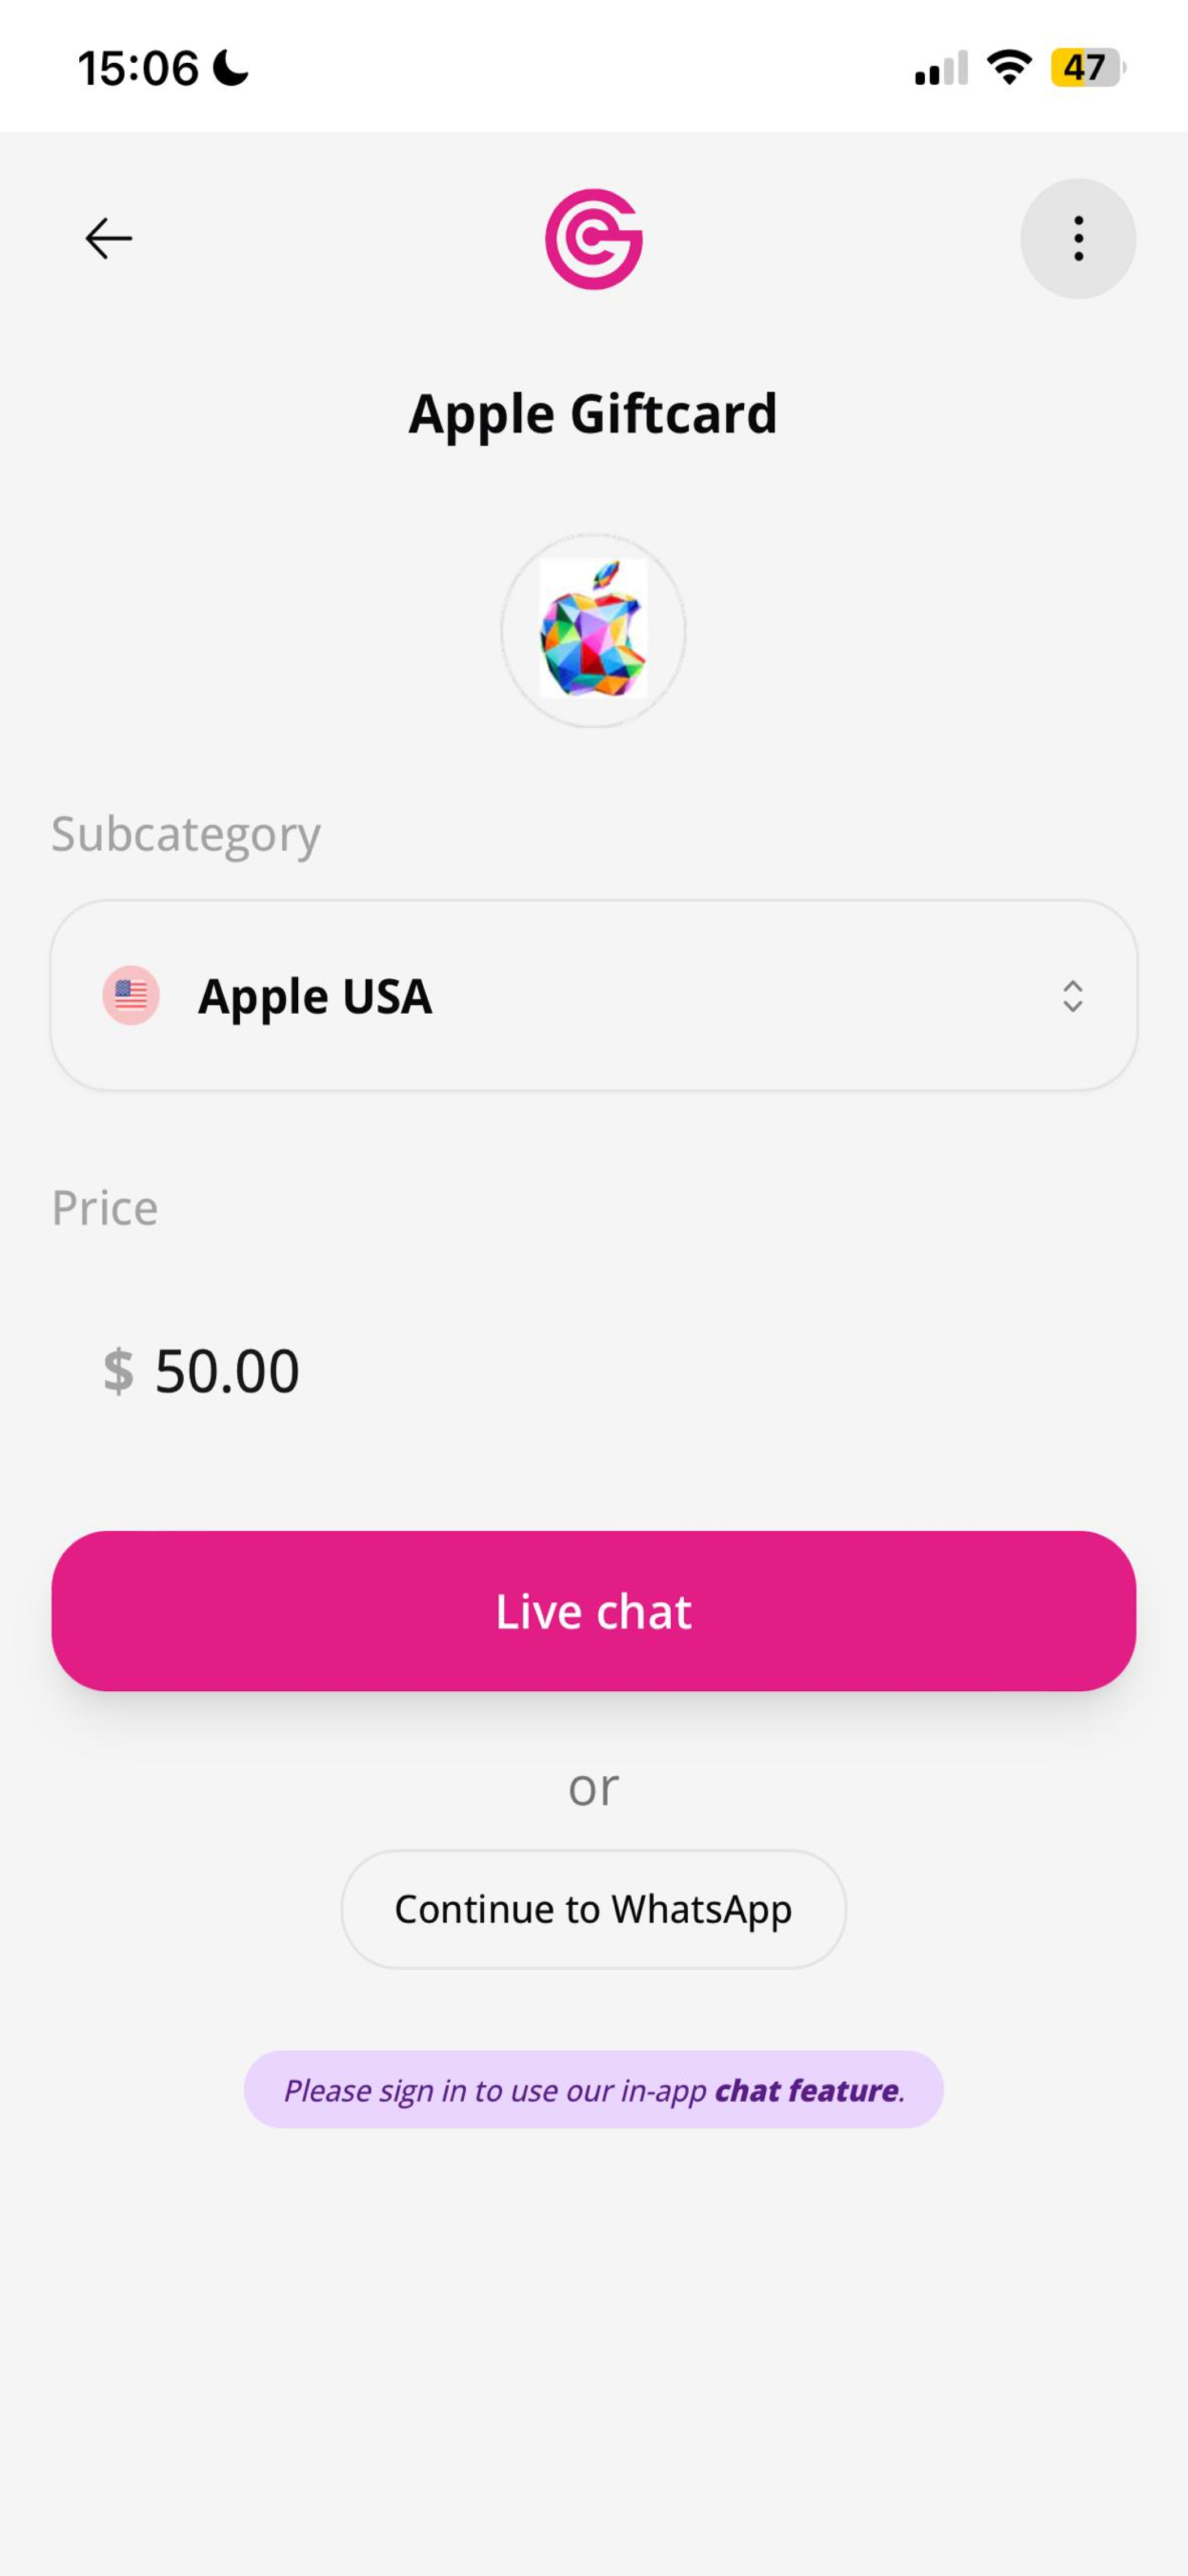 15:06
47
Apple Giftcard
Subcategory
Apple USA
Price
$ 50.00
Live chat
or
Continue to WhatsApp
Please sign in to use our in-app chat feature.